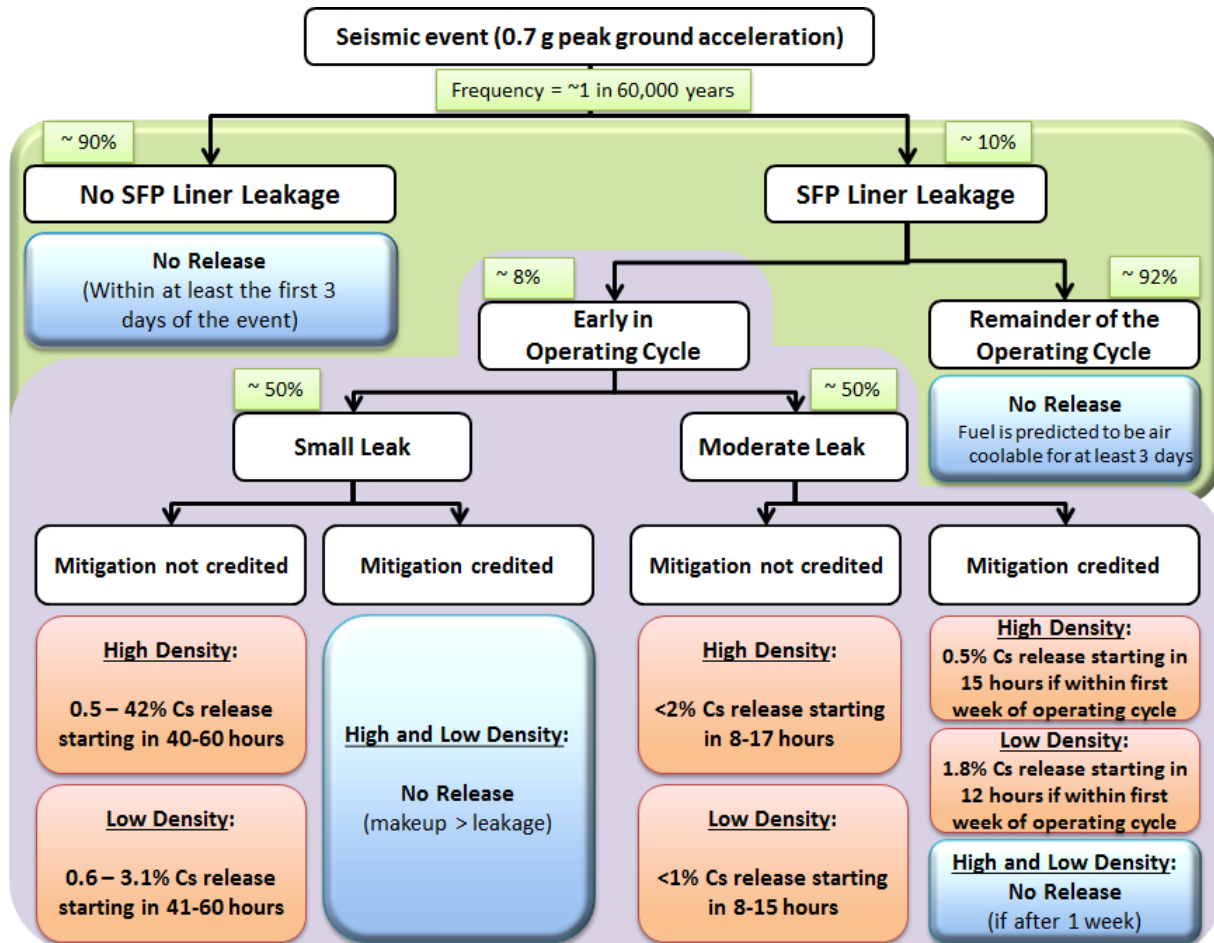 Seismic event (0.7 g peak ground acceleration)
Frequency = ~1 in 60,000 years
~ 90%
~ 10%
No SFP Liner Leakage
SFP Liner Leakage
No Release
(Within at least the first 3
days of the event)
~ 8%
~ 92%
Early in
Operating Cycle
Remainder of the
Operating Cycle
No Release
Fuel is predicted to be air
coolable for at least 3 days
~ 50%
~ 50%
Small Leak
Moderate Leak
Mitigation not credited
Mitigation credited
Mitigation not credited
Mitigation credited
High Density:
0.5 – 42% Cs release
starting in 40-60 hours
Low Density:
0.6 – 3.1% Cs release
starting in 41-60 hours
High and Low Density:
No Release
(makeup > leakage)
High Density:
<2% Cs release starting
in 8-17 hours
Low Density:
<1% Cs release starting
in 8-15 hours
High Density:
0.5% Cs release starting in
15 hours if within first
week of operating cycle
Low Density:
1.8% Cs release starting in
12 hours if within first
week of operating cycle
High and Low Density:
No Release
(if after 1 week)